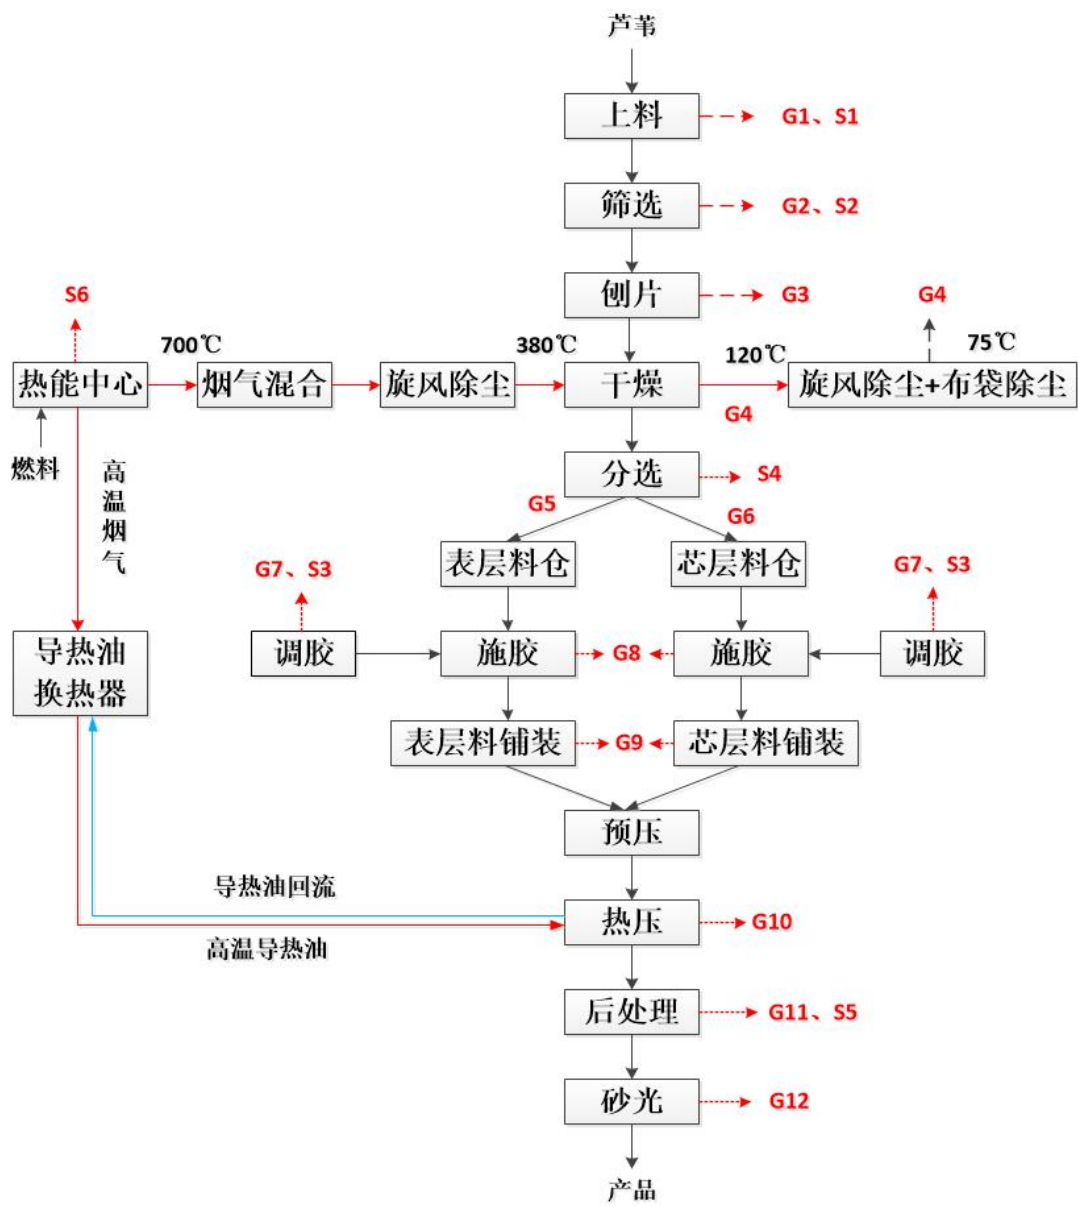 芦苇
上料
G1、S1
筛选
G2、S2
刨片
G3
S6
G4
700℃
380℃
120℃
75℃
热能中心
烟气混合
旋风除尘
干燥
旋风除尘+布袋除尘
G4
燃料
高
温
烟
气
分选
S4
G5
G6
表层料仓
芯层料仓
G7、S3
G7、S3
导热油
换热器
调胶
施胶
G8
施胶
调胶
表层料铺装
G9
芯层料铺装
预压
导热油回流
热压
G10
高温导热油
后处理
G11、S5
砂光
G12
产品